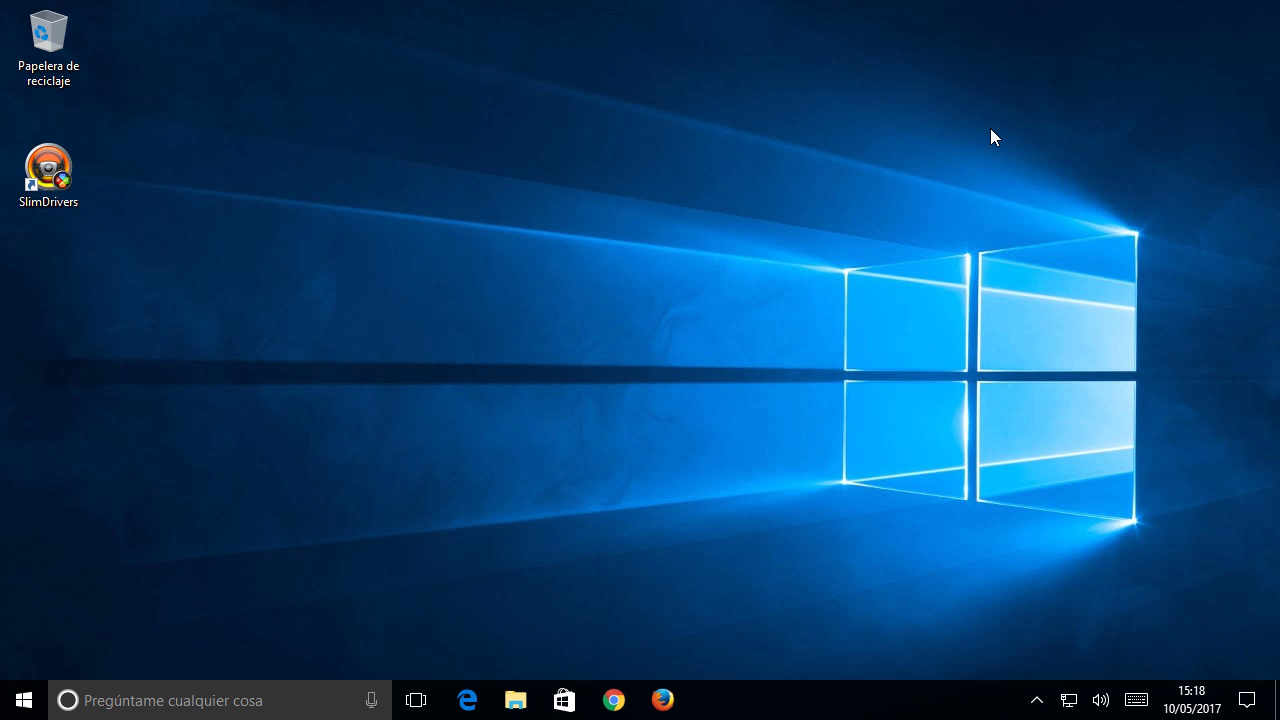 Papelera de
reciclaje
SlimDrivers
Pregúntame cualquier cosa
15:18
10/05/2017